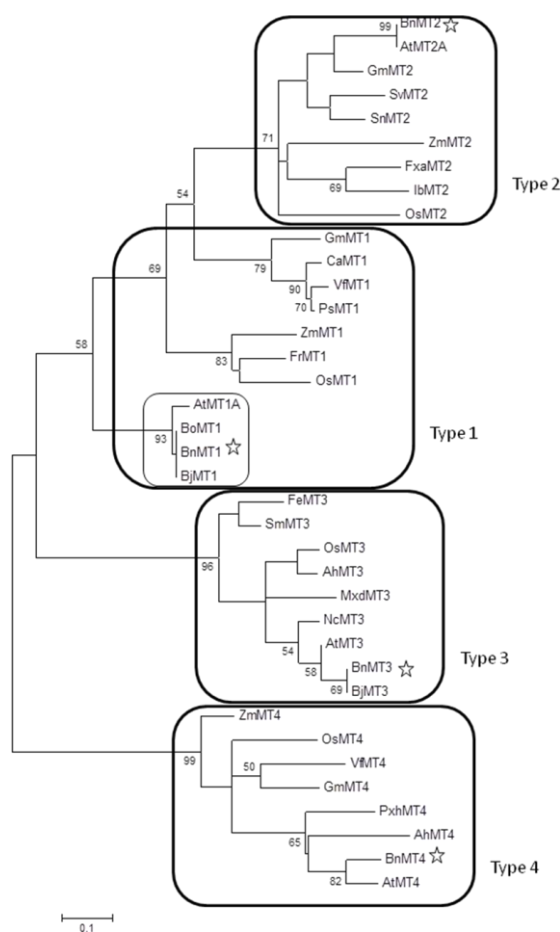 99
BnMT2
AtMT2A
GmMT2
SvMT2
SnMT2
71
ZmMT2
FxaMT2
69
IbMT2
Type 2
OsMT2
54
GmMT1
79
CaMT1
90
VfMT1
70
PsMT1
69
ZmMT1
83
FrMT1
OsMT1
58
AtMT1A
BoMT1
93
BnMT1
Type 1
BjMT1
FeMT3
SmMT3
OsMT3
96
AhMT3
MxdMT3
NcMT3
54
AtMT3
Type 3
58
BnMT3
69
BjMT3
ZmMT4
OsMT4
99
50
VfMT4
GmMT4
PxhMT4
65
AhMT4
BnMT4
Type 4
82
AtMT4
0.1